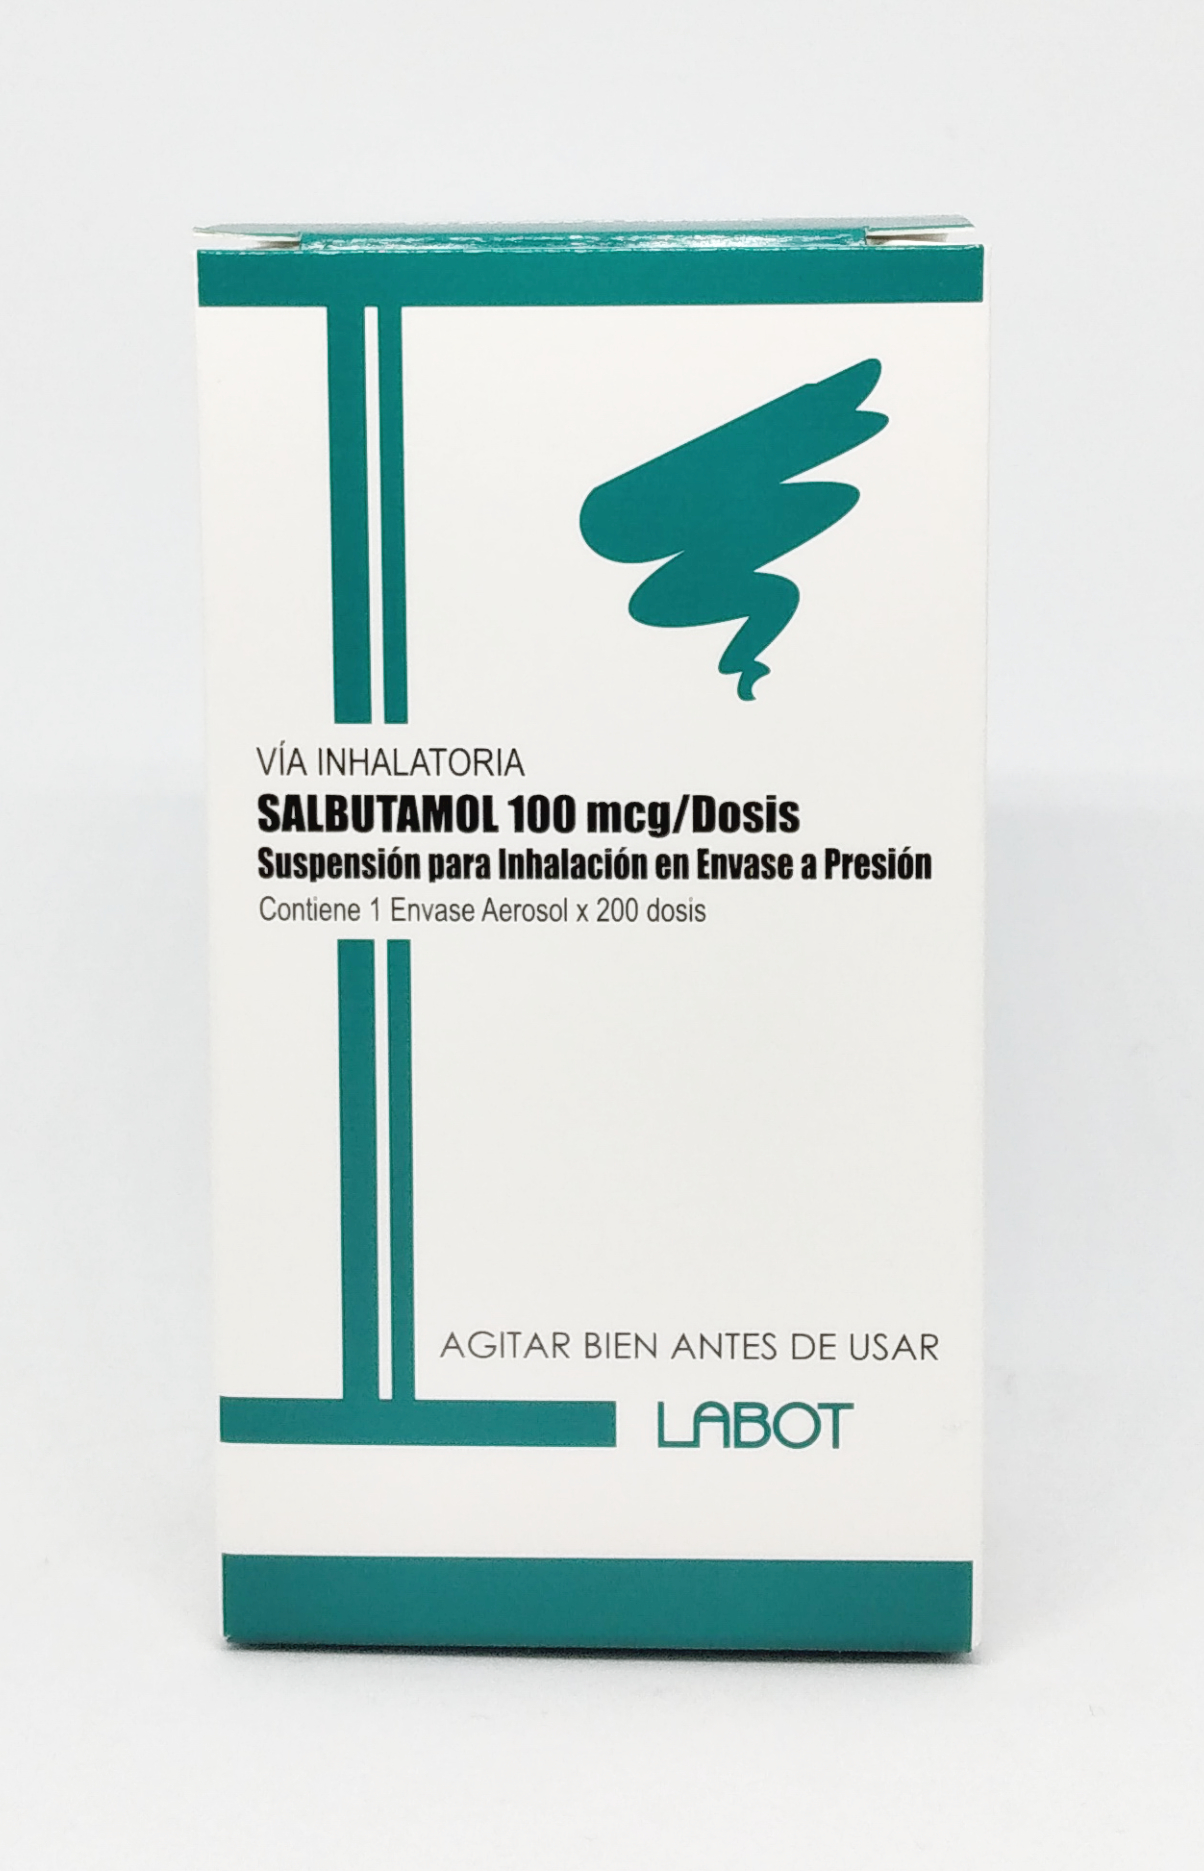 VÍA INHALATORIA
SALBUTAMOL 100 mcg/Dosis
Suspensión para Inhalación en Envase a Presión
Contiene 1 Envase Aerosol x 200 dosis
AGITAR BIEN ANTES DE USAR
LABOT